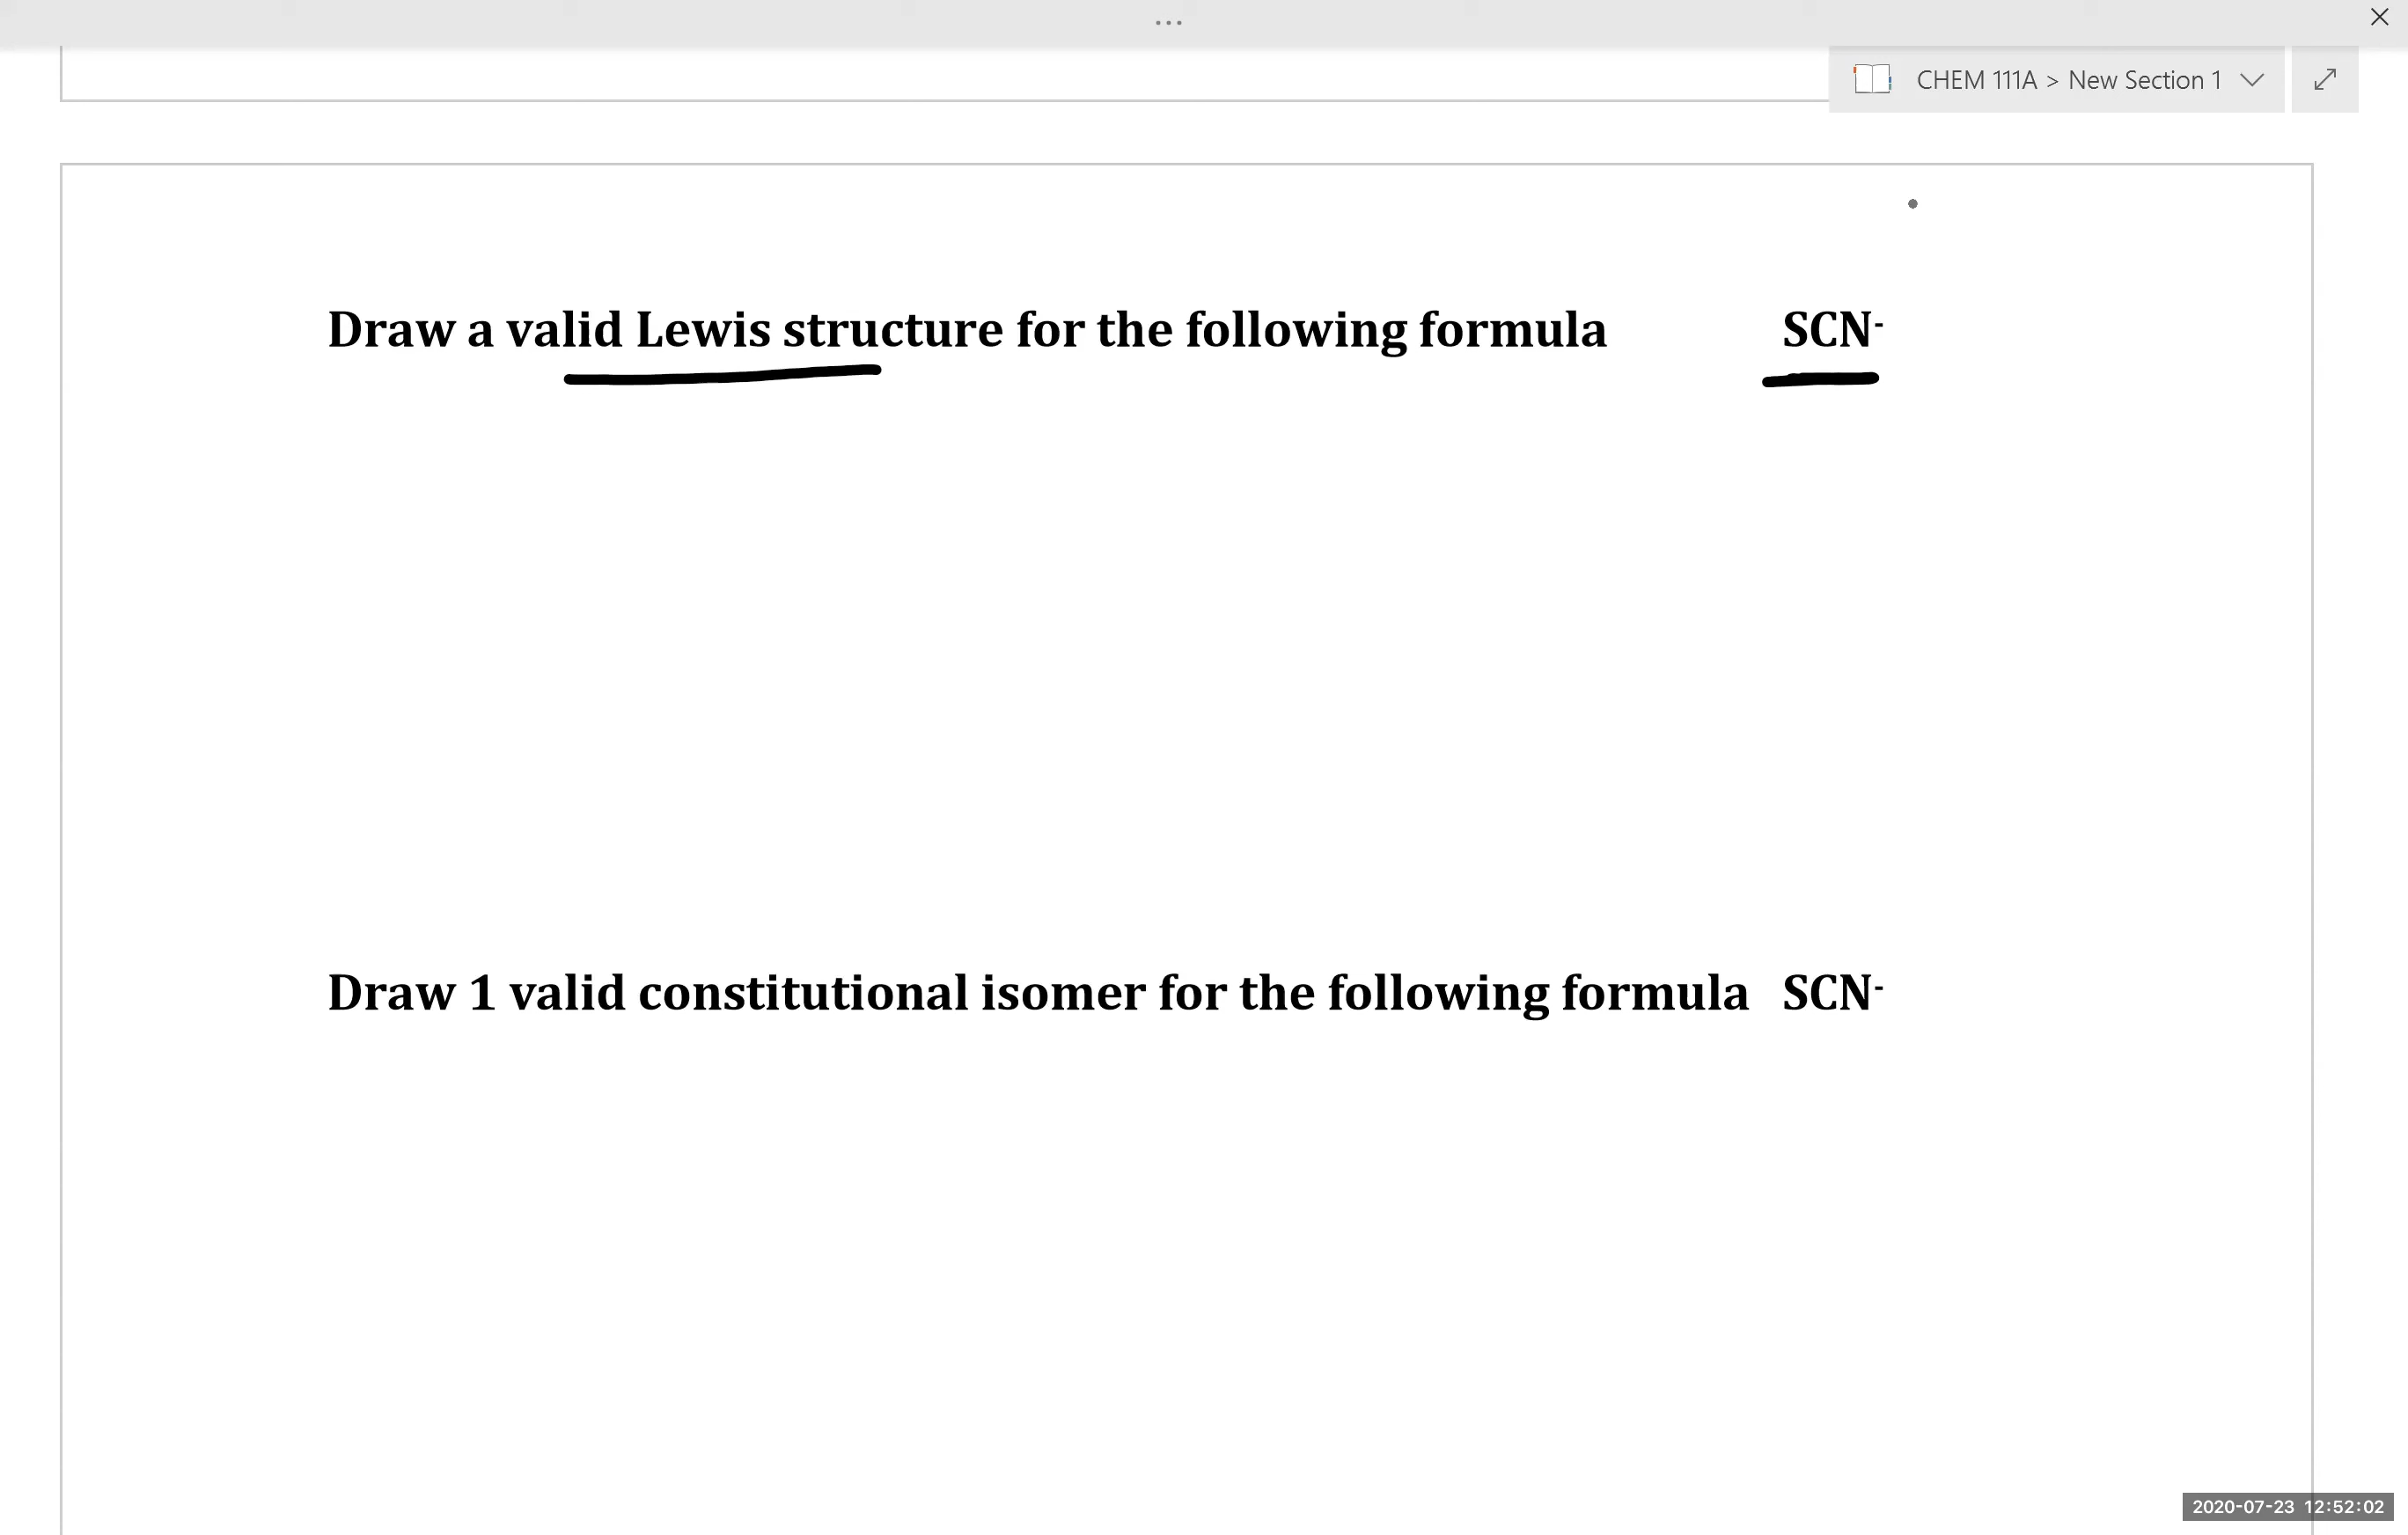 ...
CHEM 111A > New Section 1
Draw a valid Lewis structure for the following formula SCN-
Draw 1 valid constitutional isomer for the following formula SCN-
2020-07-23 12:52:02